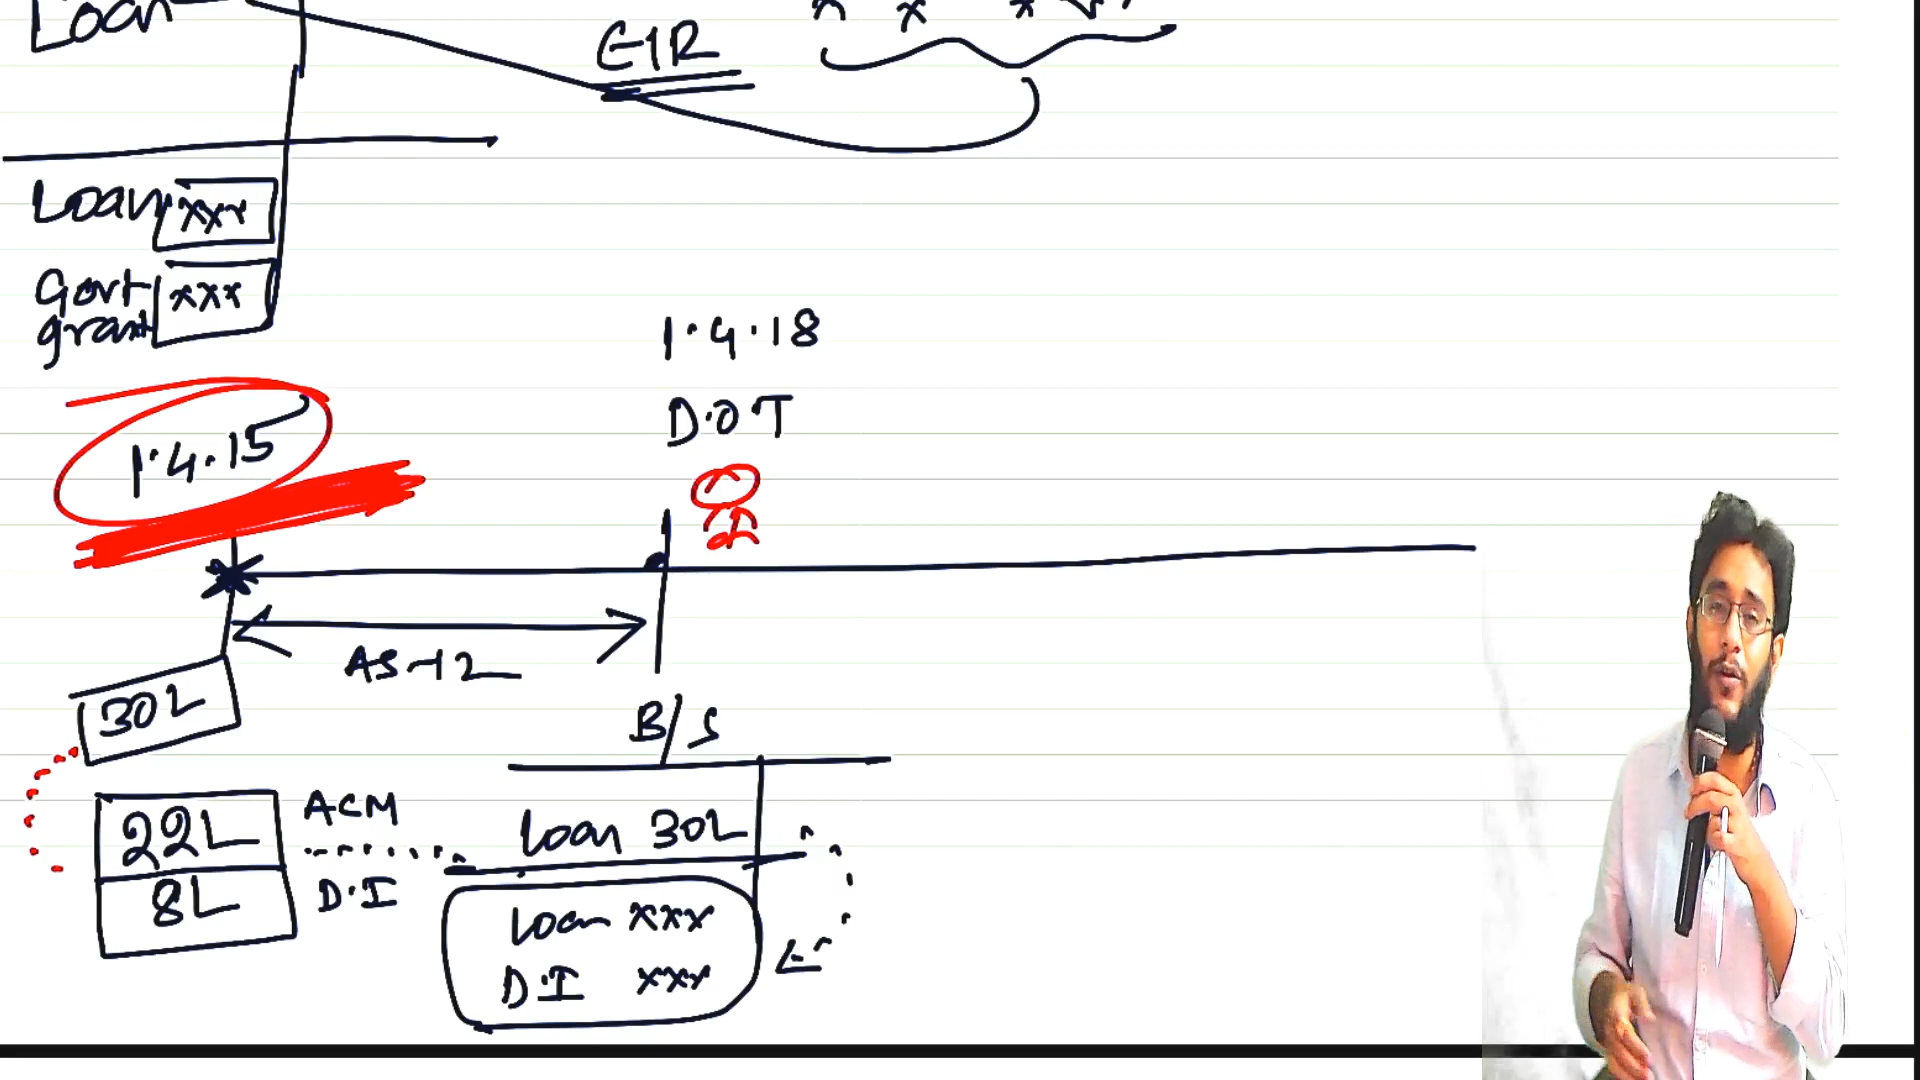 Loan
EIR
Loan xxx
Govt grant xxx
1.4.18
D.O.T
1.4.15
AS-12
30L
B/S
22L ACM
8L D.I
Loan 30L
Loan xxx
D.I xxx